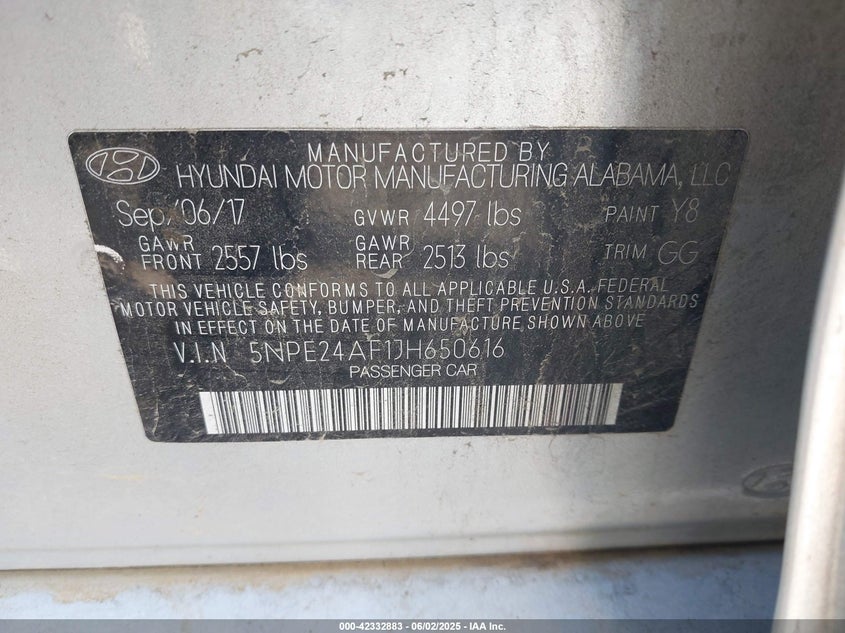 MANUFACTURED BY
HYUNDAI MOTOR MANUFACTURING ALABAMA, LLC
Sep/06/17 GVWR 4497 lbs PAINT Y8
GAWR FRONT 2557 lbs GAWR REAR 2513 lbs TRIM GG
THIS VEHICLE CONFORMS TO ALL APPLICABLE U.S.A. FEDERAL
MOTOR VEHICLE SAFETY, BUMPER, AND THEFT PREVENTION STANDARDS
IN EFFECT ON THE DATE OF MANUFACTURE SHOWN ABOVE.
V.I.N 5NPE24AF1JH650616
PASSENGER CAR
000-42332883 - 06/02/2025 - IAA Inc.